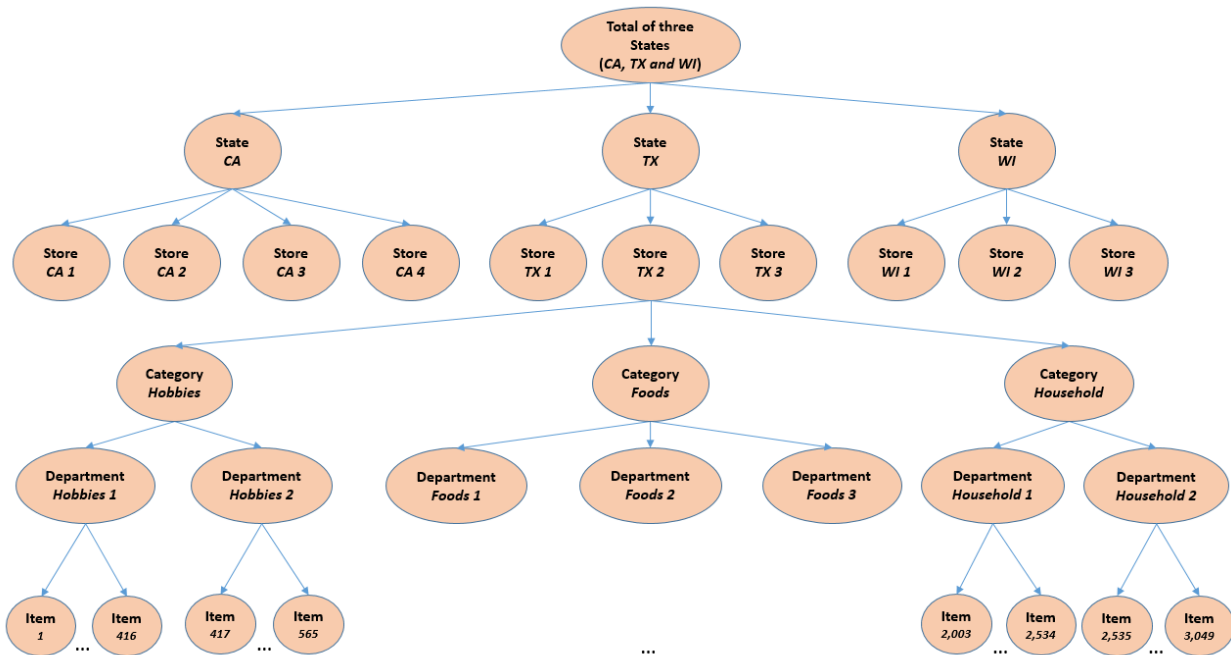 Total of three
States
(CA, TX and WI)
State
CA
State
TX
State
WI
Store
CA 1
Store
CA 2
Store
CA 3
Store
CA 4
Store
TX 1
Store
TX 2
Store
TX 3
Store
WI 1
Store
WI 2
Store
WI 3
Category
Hobbies
Category
Foods
Category
Household
Department
Hobbies 1
Department
Hobbies 2
Department
Foods 1
Department
Foods 2
Department
Foods 3
Department
Household 1
Department
Household 2
Item
1
...
Item
416
Item
417
...
Item
565
...
Item
2,003
...
Item
2,534
Item
2,535
...
Item
3,049